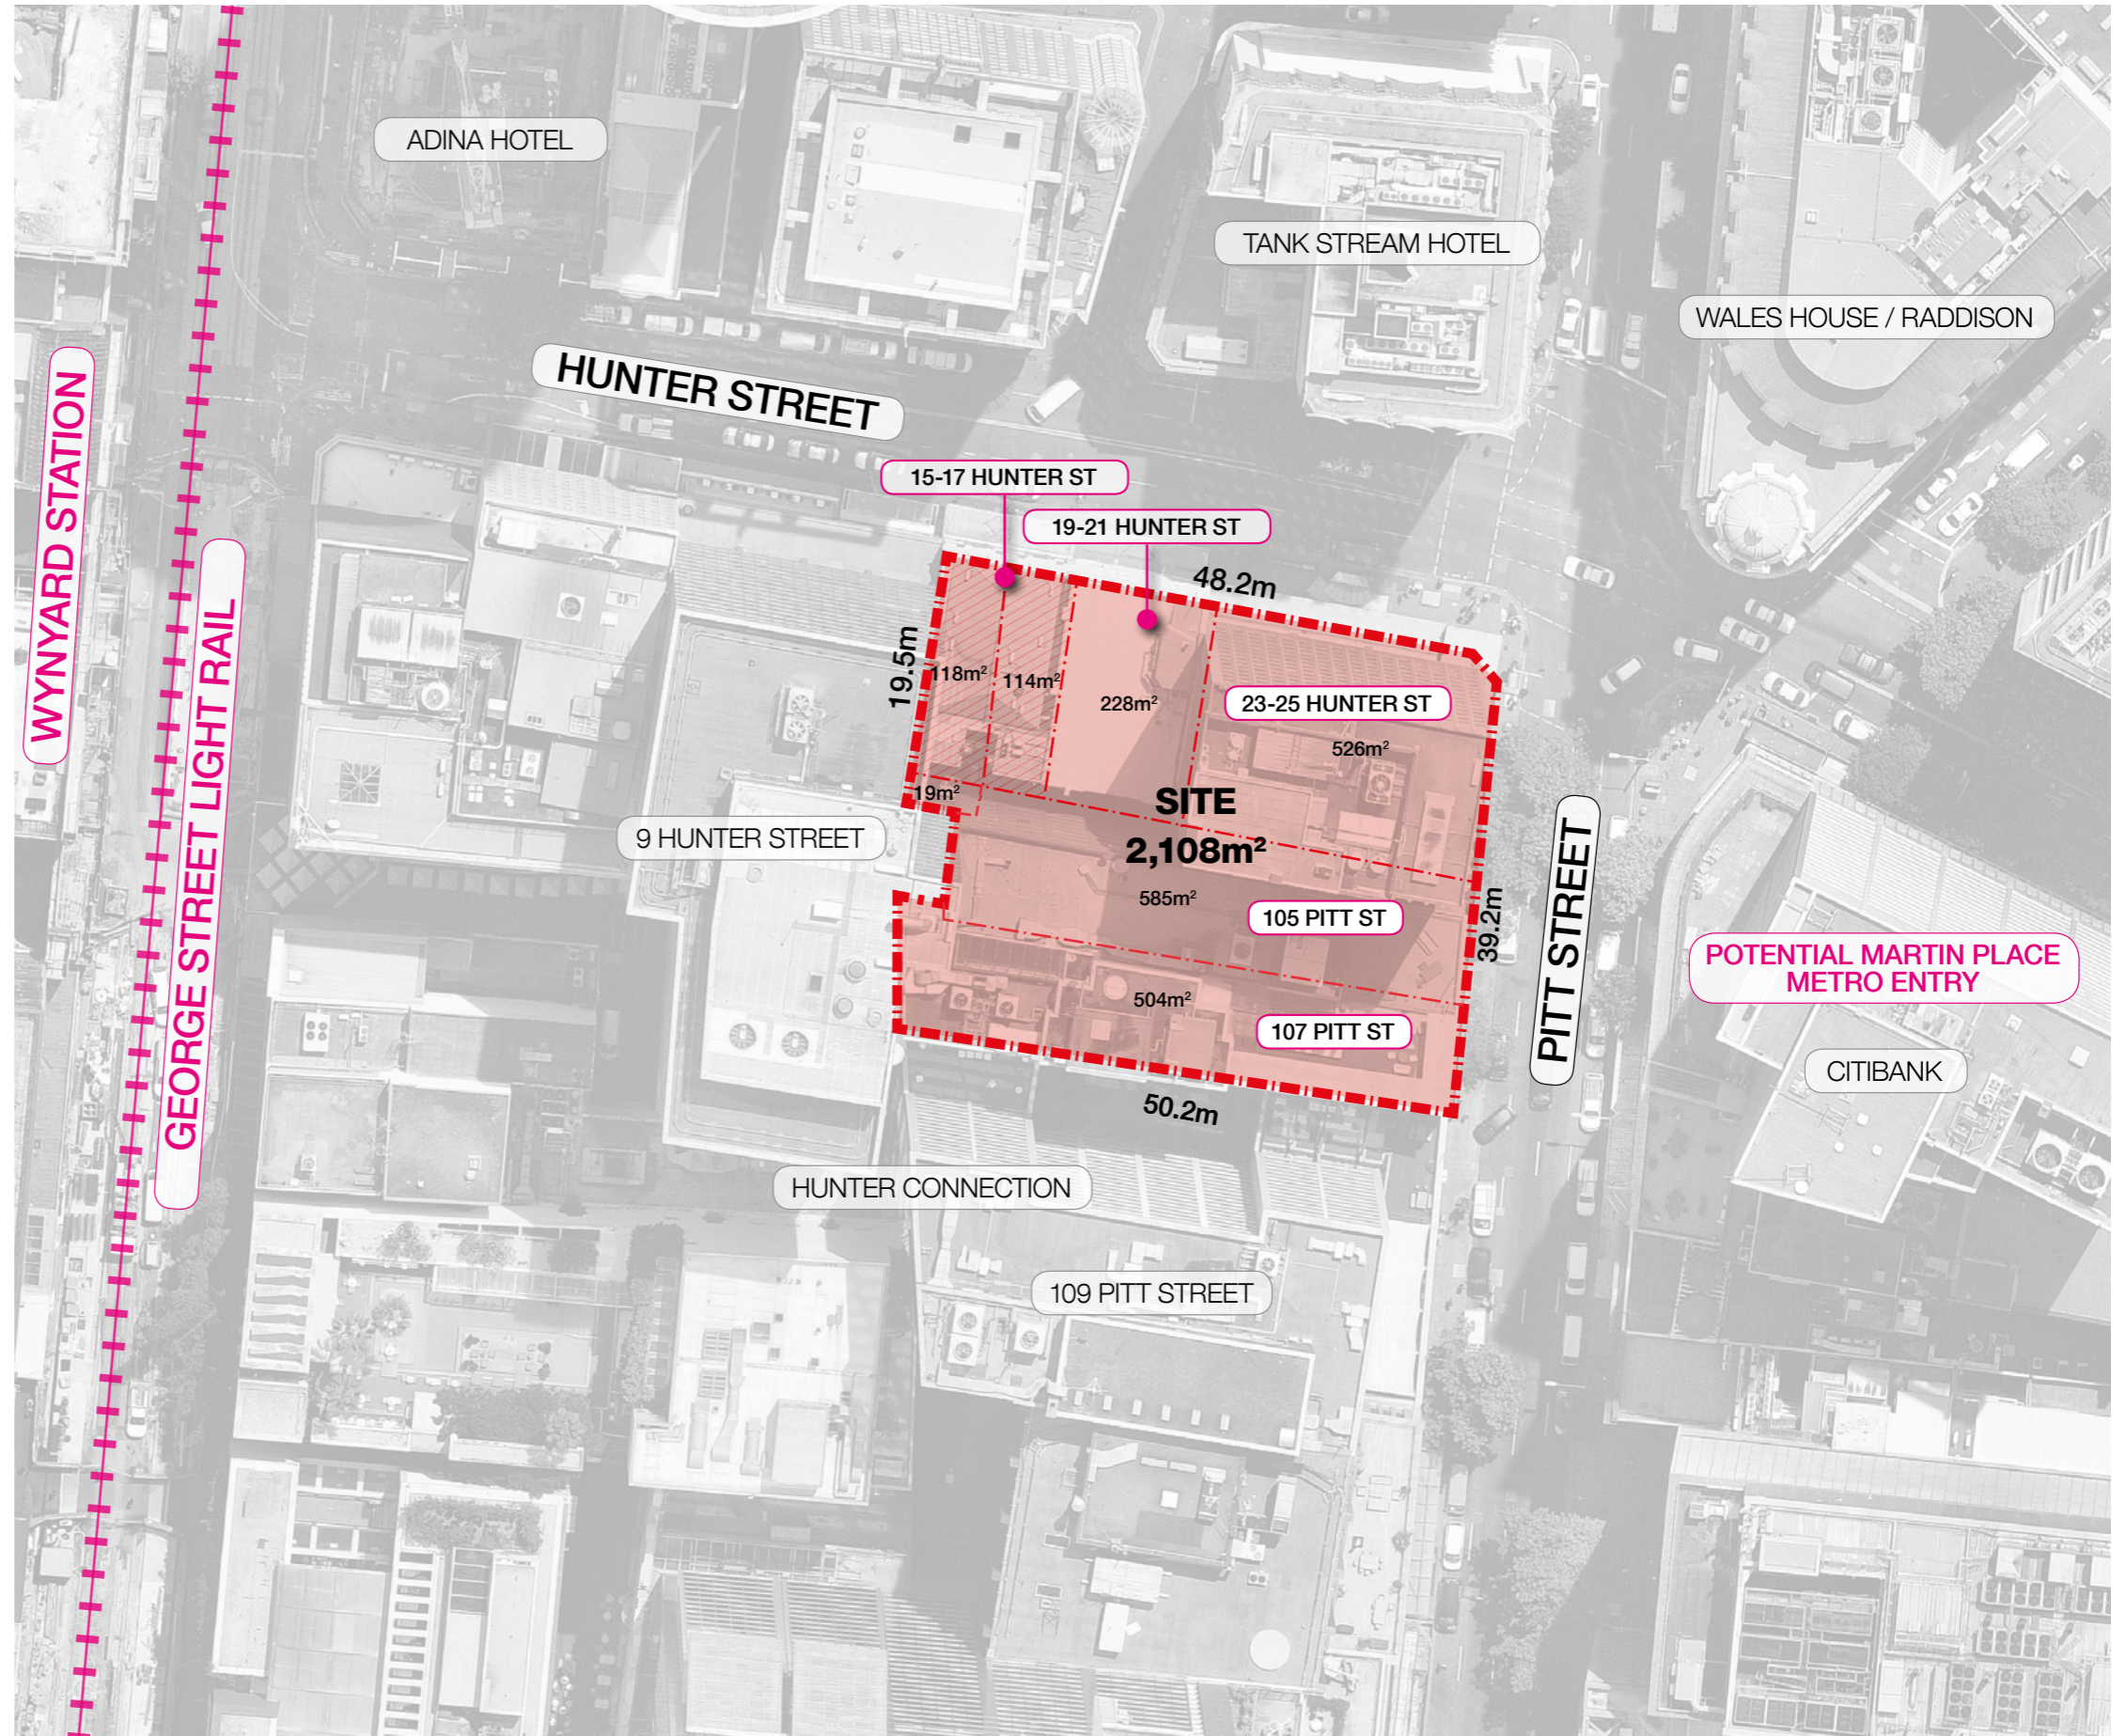 ADINA HOTEL
TANK STREAM HOTEL
WALES HOUSE / RADDISON
HUNTER STREET
WYNYARD STATION
GEORGE STREET LIGHT RAIL
15-17 HUNTER ST
19-21 HUNTER ST
48.2m
19.5m
118m²
114m²
228m²
23-25 HUNTER ST
526m²
19m²
SITE
2,108m²
9 HUNTER STREET
585m²
105 PITT ST
39.2m
PITT STREET
POTENTIAL MARTIN PLACE
METRO ENTRY
504m²
107 PITT ST
CITIBANK
50.2m
HUNTER CONNECTION
109 PITT STREET